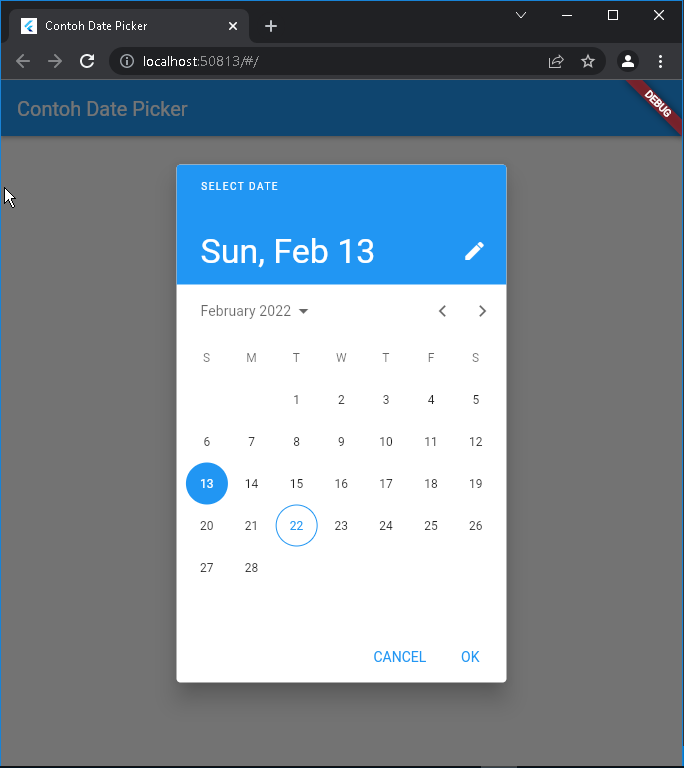 Contoh Date Picker
localhost:50813/#/
Contoh Date Picker
DEBUG
SELECT DATE
Sun, Feb 13
February 2022
S M T W T F S
1 2 3 4 5
6 7 8 9 10 11 12
13 14 15 16 17 18 19
20 21 22 23 24 25 26
27 28
CANCEL OK